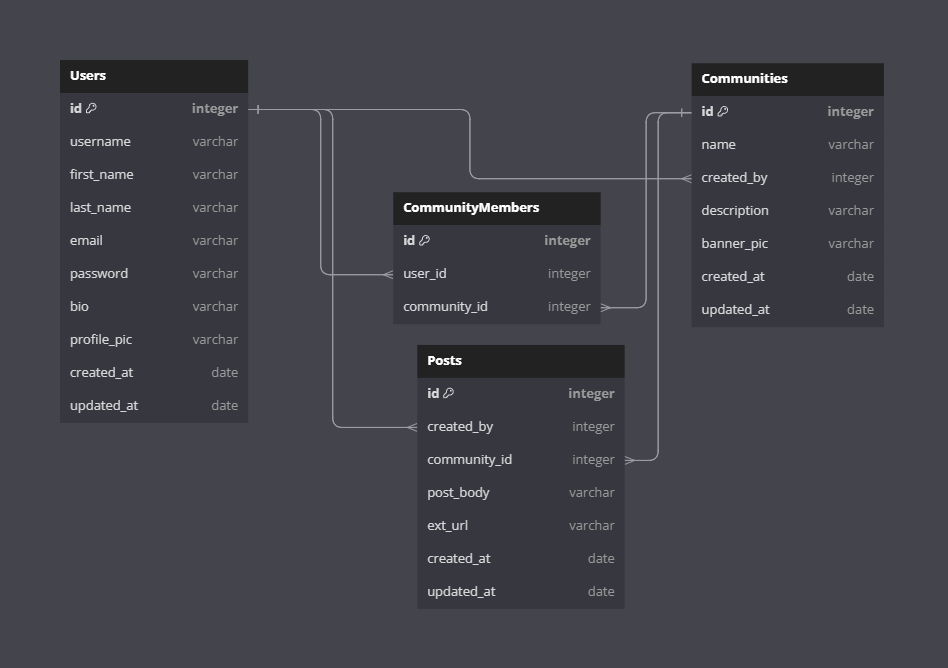 Users
id integer
username varchar
first_name varchar
last_name varchar
email varchar
password varchar
bio varchar
profile_pic varchar
created_at date
updated_at date
CommunityMembers
id integer
user_id integer
community_id integer
Posts
id integer
created_by integer
community_id integer
post_body varchar
ext_url varchar
created_at date
updated_at date
Communities
id integer
name varchar
created_by integer
description varchar
banner_pic varchar
created_at date
updated_at date